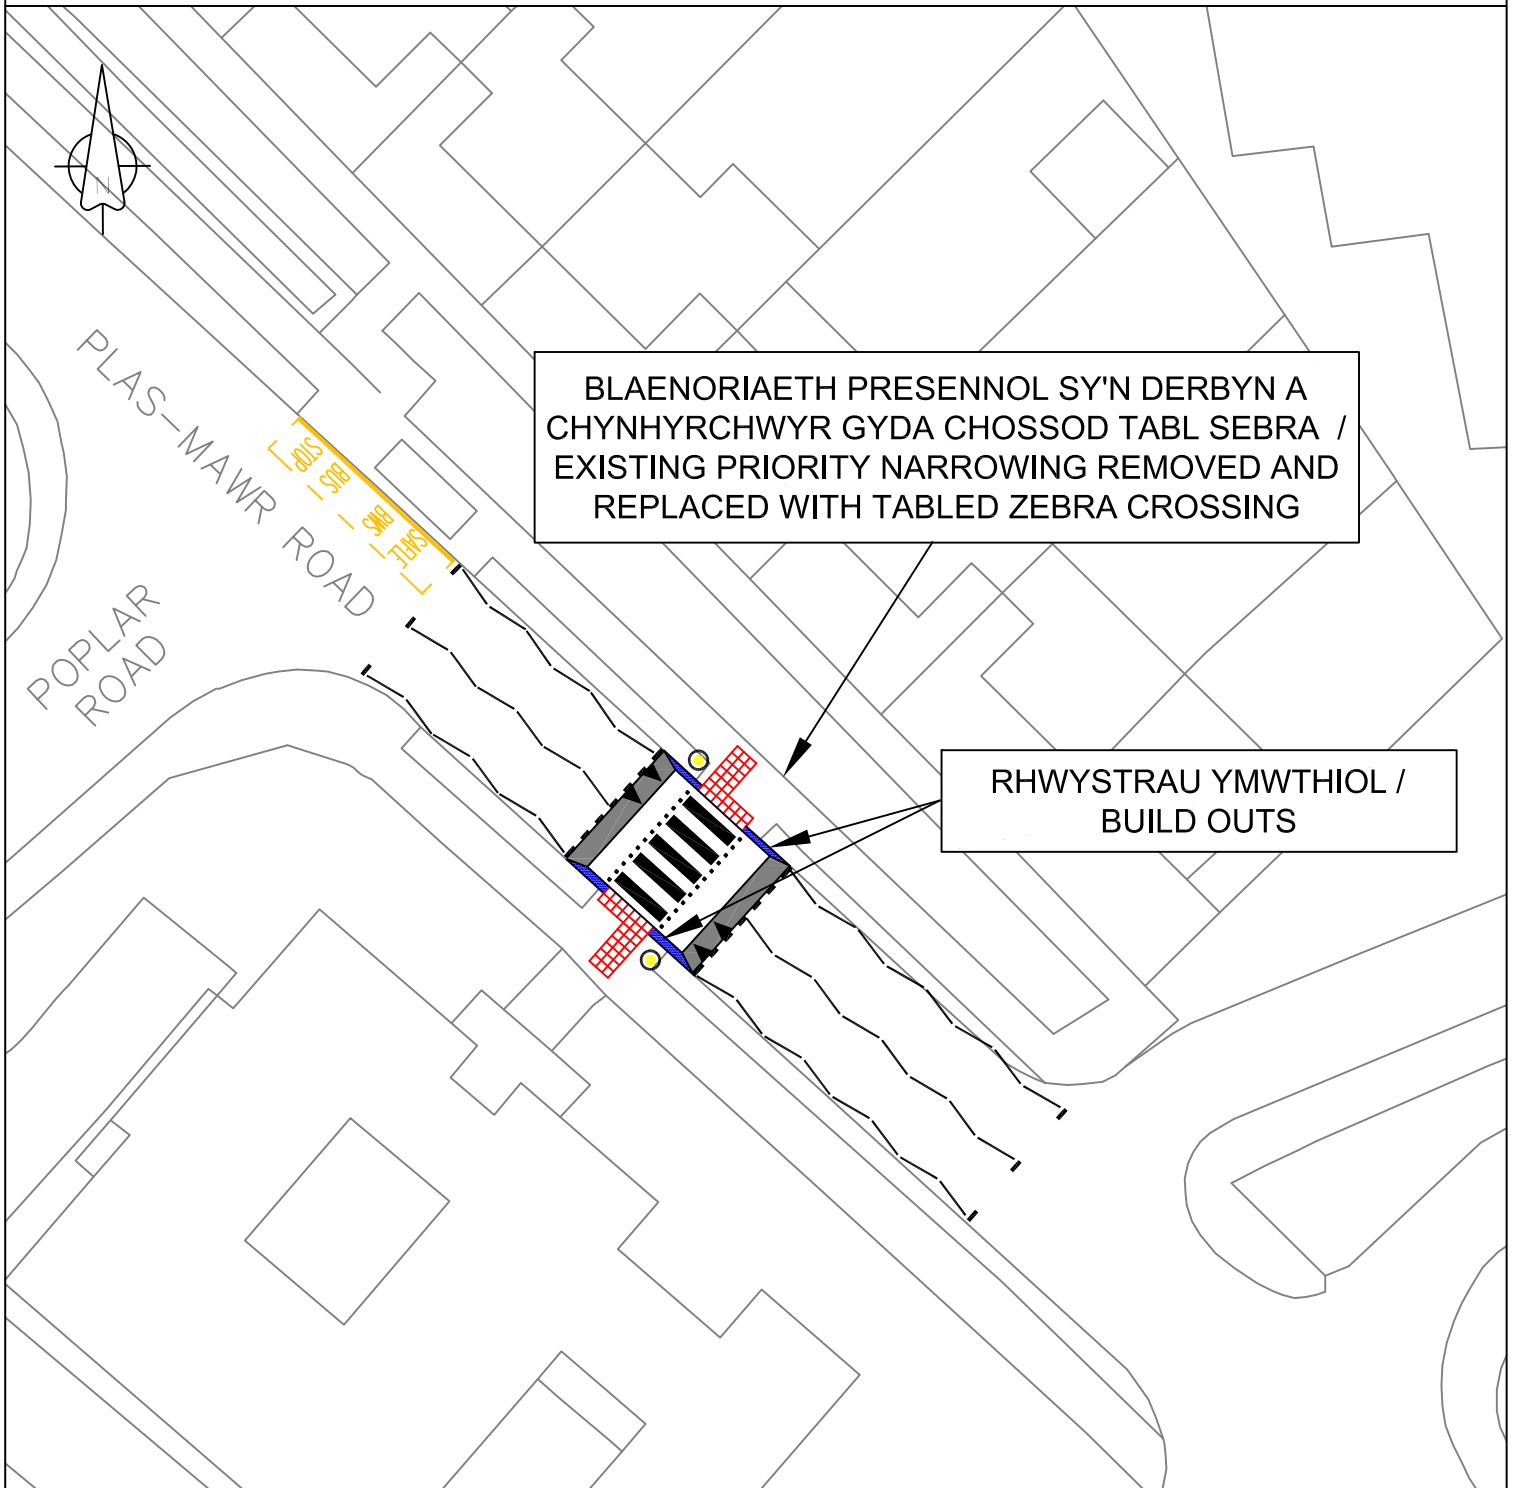 N
PLAS-MAWR ROAD
POPLAR
ROAD
SAFLE
BWS
BUS
STOP
BLAENORIAETH PRESENNOL SY'N DERBYN A
CHYNHYRCHWYR GYDA CHOSSOD TABL SEBRA /
EXISTING PRIORITY NARROWING REMOVED AND
REPLACED WITH TABLED ZEBRA CROSSING
RHWYSTRAU YMWTHIOL /
BUILD OUTS